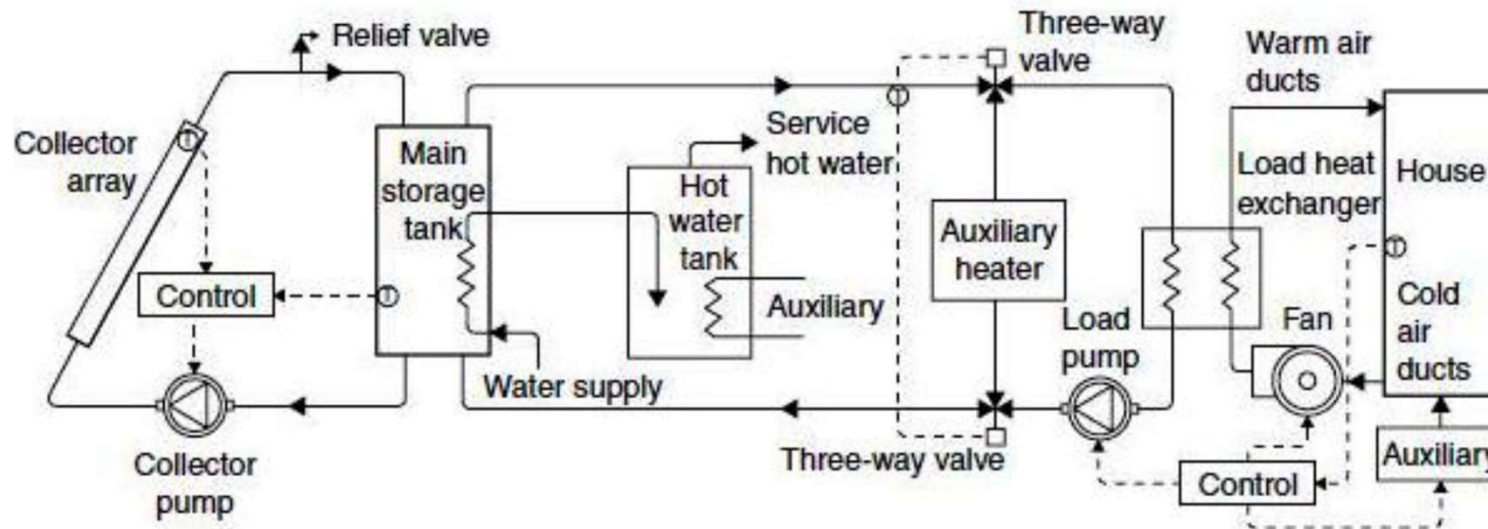 Relief valve
Collector
array
Control
Collector
pump
Main
storage
tank
Water supply
Hot
water
tank
Service
hot water
Auxiliary
Three-way
valve
Auxiliary
heater
Three-way valve
Load
pump
Load heat
exchanger
Warm air
ducts
House
Cold
air
ducts
Fan
Control
Auxiliary
T
T
T
T